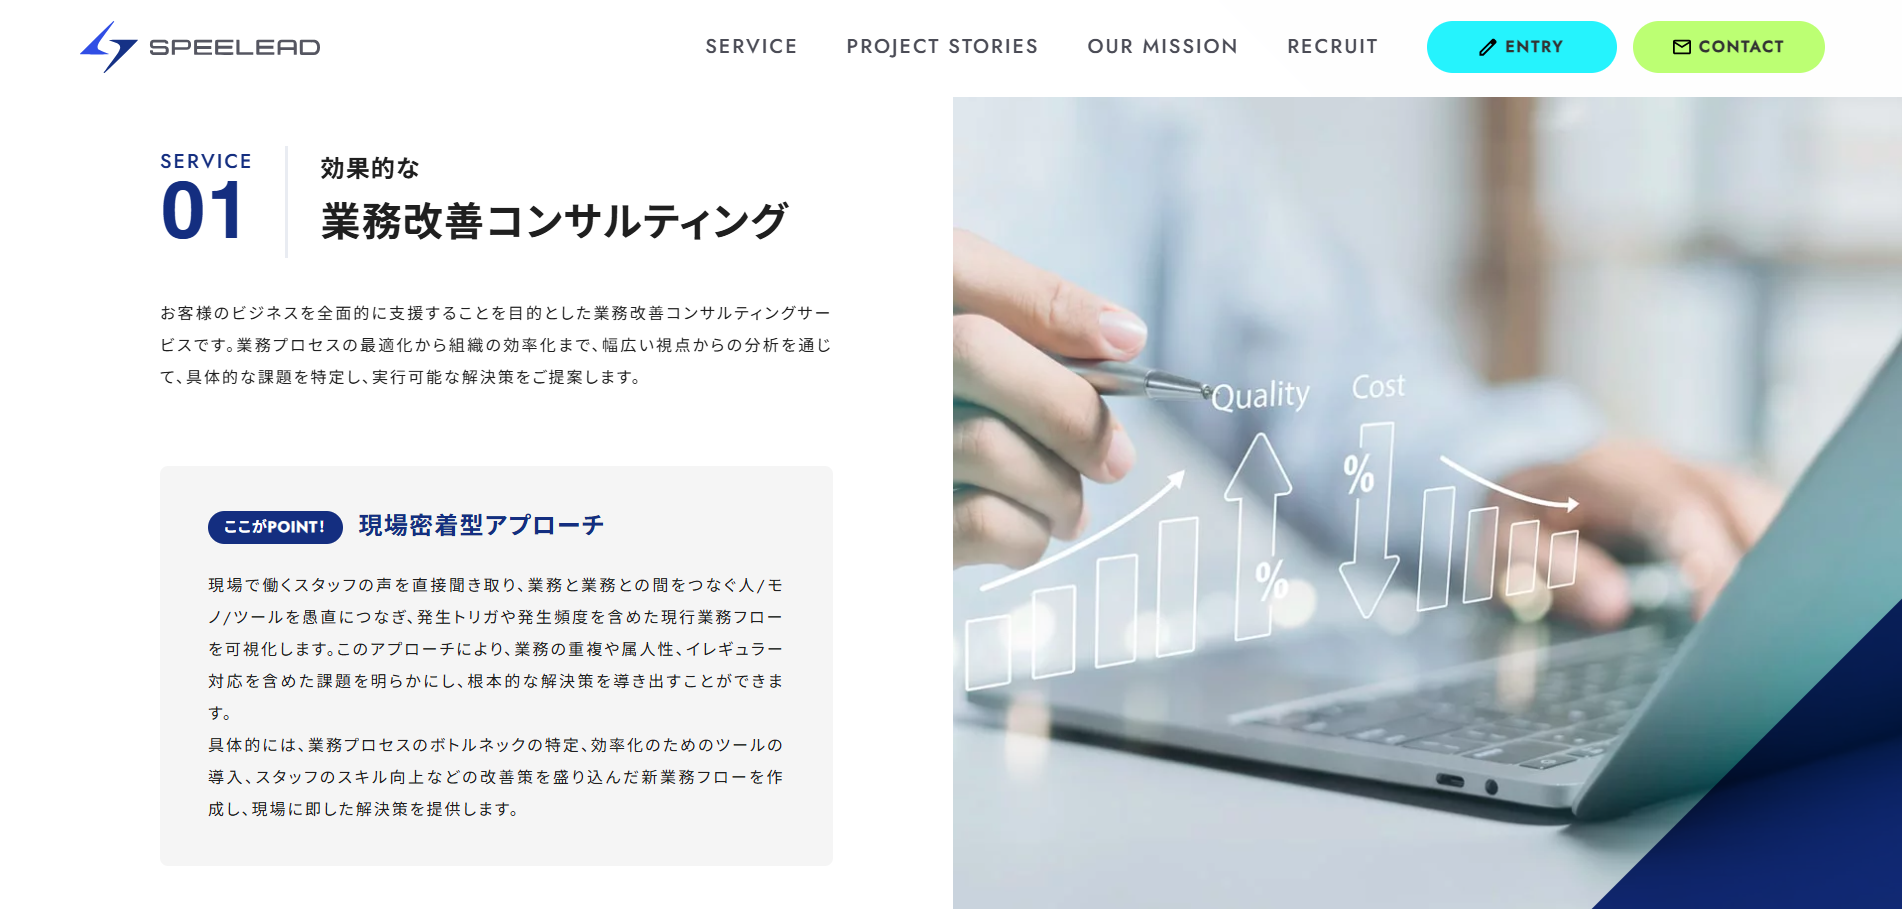 SPEELEAD
SERVICE
PROJECT STORIES
OUR MISSION
RECRUIT
ENTRY
CONTACT
SERVICE
01
効果的な
業務改善コンサルティング
お客様のビジネスを全面的に支援することを目的とした業務改善コンサルティングサー
ビスです。業務プロセスの最適化から組織の効率化まで、幅広い視点からの分析を通じ
て、具体的な課題を特定し、実行可能な解決策をご提案します。
ここがPOINT!
現場密着型アプローチ
現場で働くスタッフの声を直接聞き取り、業務と業務との間をつなぐ人/モ
ノ/ツールを愚直につなぎ、発生トリガや発生頻度を含めた現行業務フロー
を可視化します。このアプローチにより、業務の重複や属人性、イレギュラー
対応を含めた課題を明らかにし、根本的な解決策を導き出すことができま
す。
具体的には、業務プロセスのボトルネックの特定、効率化のためのツールの
導入、スタッフのスキル向上などの改善策を盛り込んだ新業務フローを作
成し、現場に即した解決策を提供します。
Quality
Cost
%
%